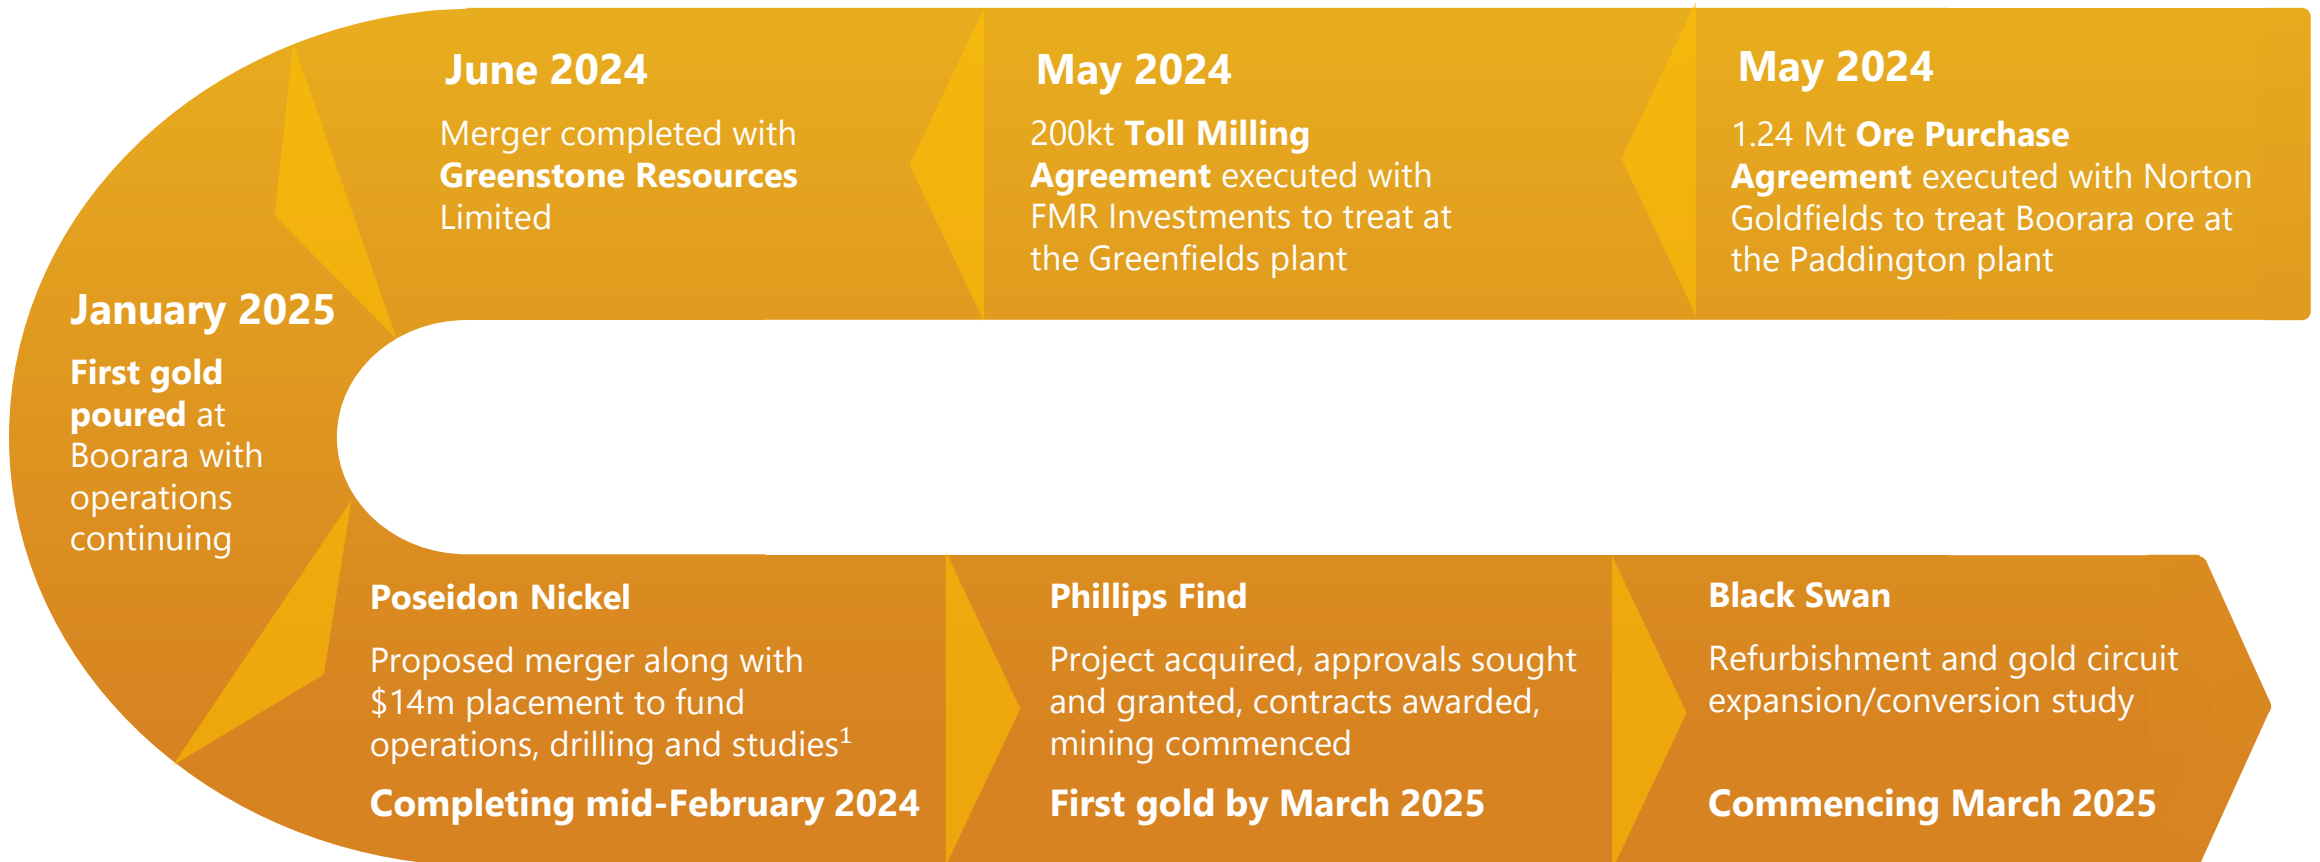 May 2024
1.24 Mt Ore Purchase
Agreement executed with Norton
Goldfields to treat Boorara ore at
the Paddington plant
May 2024
200kt Toll Milling
Agreement executed with
FMR Investments to treat at
the Greenfields plant
June 2024
Merger completed with
Greenstone Resources
Limited
January 2025
First gold
poured at
Boorara with
operations
continuing
Poseidon Nickel
Proposed merger along with
$14m placement to fund
operations, drilling and studies¹
Completing mid-February 2024
Phillips Find
Project acquired, approvals sought
and granted, contracts awarded,
mining commenced
First gold by March 2025
Black Swan
Refurbishment and gold circuit
expansion/conversion study
Commencing March 2025